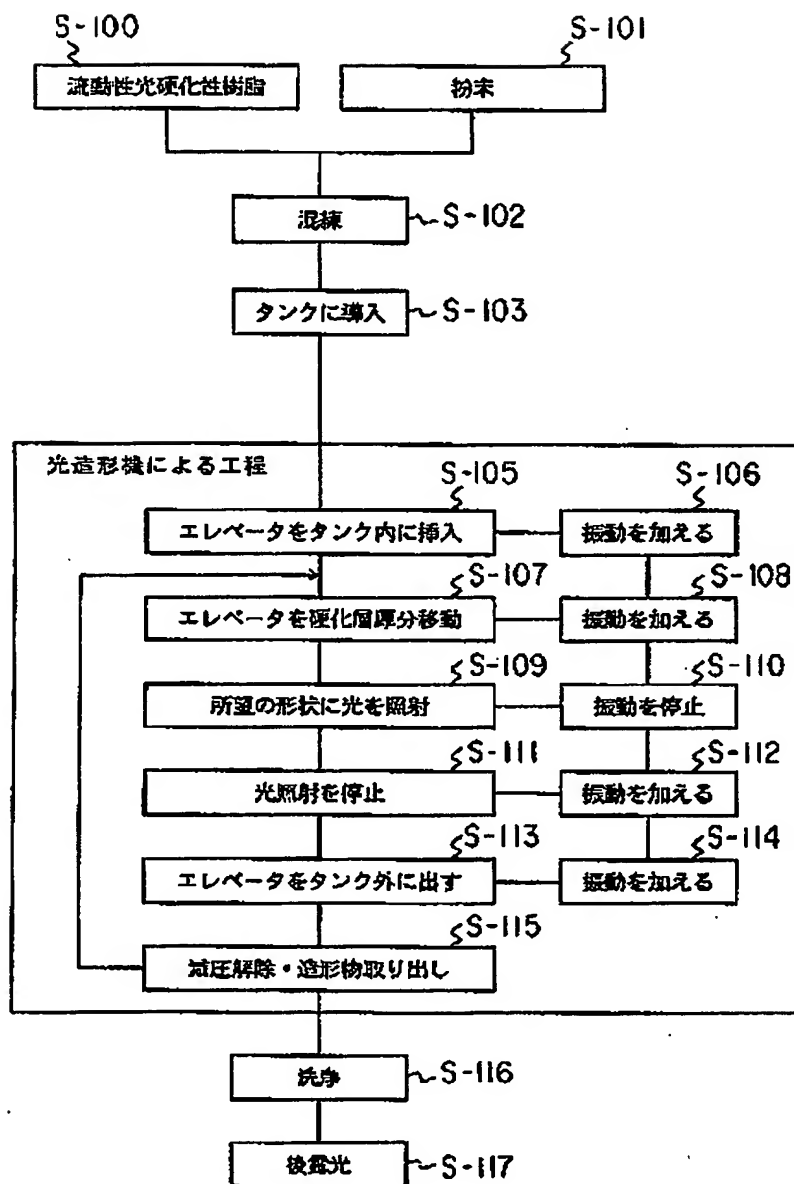 S-100
S-101
流動性光硬化性樹脂
粉末
混練
S-102
タンクに導入
S-103
光造形機による工程
S-105
S-106
エレベータをタンク内に挿入
振動を加える
S-107
S-108
エレベータを硬化層厚分移動
振動を加える
S-109
S-110
所望の形状に光を照射
振動を停止
S-111
S-112
光照射を停止
振動を加える
S-113
S-114
エレベータをタンク外に出す
振動を加える
S-115
減圧解除・造形物取り出し
洗浄
S-116
後露光
S-117